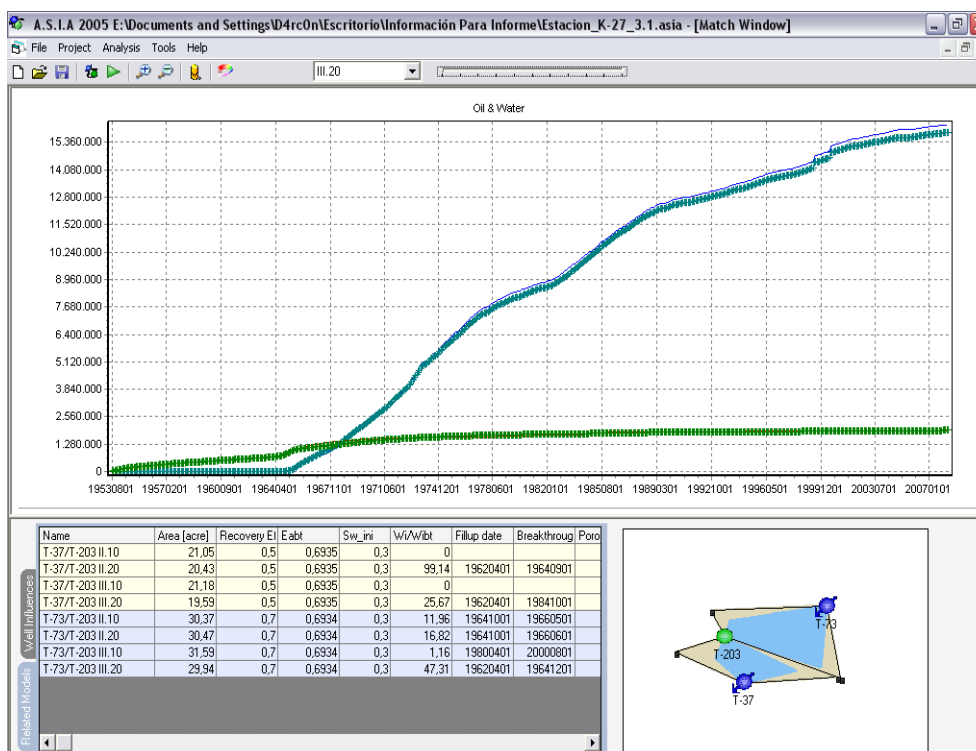 A.S.I.A 2005 E:\Documents and Settings\D4rc0n\Escritorio\Información Para Informe\Estacion_K-27_3.1.asia - [Match Window]
File Project Analysis Tools Help
III.20
Oil & Water
15.360.000
14.080.000
12.800.000
11.520.000
10.240.000
8.960.000
7.680.000
6.400.000
5.120.000
3.840.000
2.560.000
1.280.000
0
19530801 19570201 19600901 19640401 19671101 19710601 19741201 19780601 19820101 19850801 19890301 19921001 19960501 19991201 20030701 20070101
Well Influences
Related Models
Name Area [acre] Recovery El Eabt Sw_ini Wi/Wibt Fillup date Breakthroug Poro
T-37/T-203 II.10 21,05 0,5 0,6935 0,3 0
T-37/T-203 II.20 20,43 0,5 0,6935 0,3 99,14 19620401 19640901
T-37/T-203 III.10 21,18 0,5 0,6935 0,3 0
T-37/T-203 III.20 19,59 0,5 0,6935 0,3 25,67 19620401 19841001
T-73/T-203 II.10 30,37 0,7 0,6934 0,3 11,96 19641001 19660501
T-73/T-203 II.20 30,47 0,7 0,6934 0,3 16,82 19641001 19660601
T-73/T-203 III.10 31,59 0,7 0,6934 0,3 1,16 19800401 20000801
T-73/T-203 III.20 29,94 0,7 0,6934 0,3 47,31 19620401 19641201
T-73
T-203
T-37